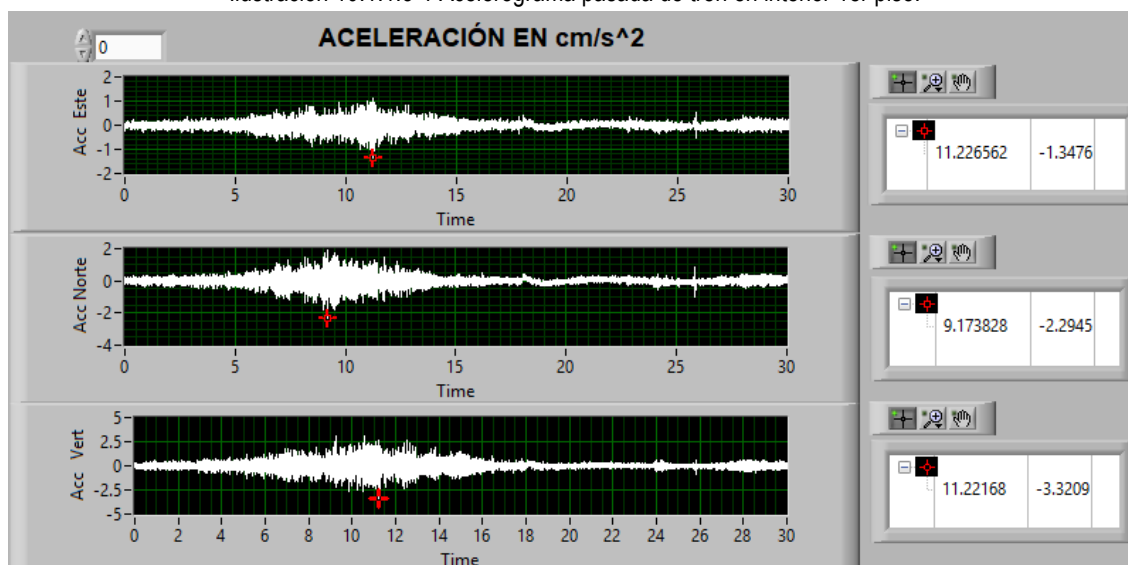 0
ACELERACIÓN EN cm/s^2
Acc Este
2
1
0
-1
-2
0 5 10 15 20 25 30
Time
11.226562 -1.3476
Acc Norte
2
0
-2
-4
0 5 10 15 20 25 30
Time
9.173828 -2.2945
Acc Vert
5
2.5
0
-2.5
-5
0 2 4 6 8 10 12 14 16 18 20 22 24 26 28 30
Time
11.22168 -3.3209